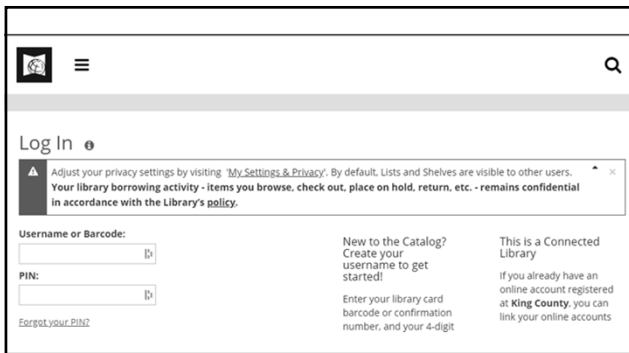 Log In
Adjust your privacy settings by visiting 'My Settings & Privacy'. By default, Lists and Shelves are visible to other users.
Your library borrowing activity - items you browse, check out, place on hold, return, etc. - remains confidential
in accordance with the Library's policy.
Username or Barcode:
PIN:
Forgot your PIN?
New to the Catalog?
Create your
username to get
started!
Enter your library card
barcode or confirmation
number, and your 4-digit
This is a Connected
Library
If you already have an
online account registered
at King County, you can
link your online accounts